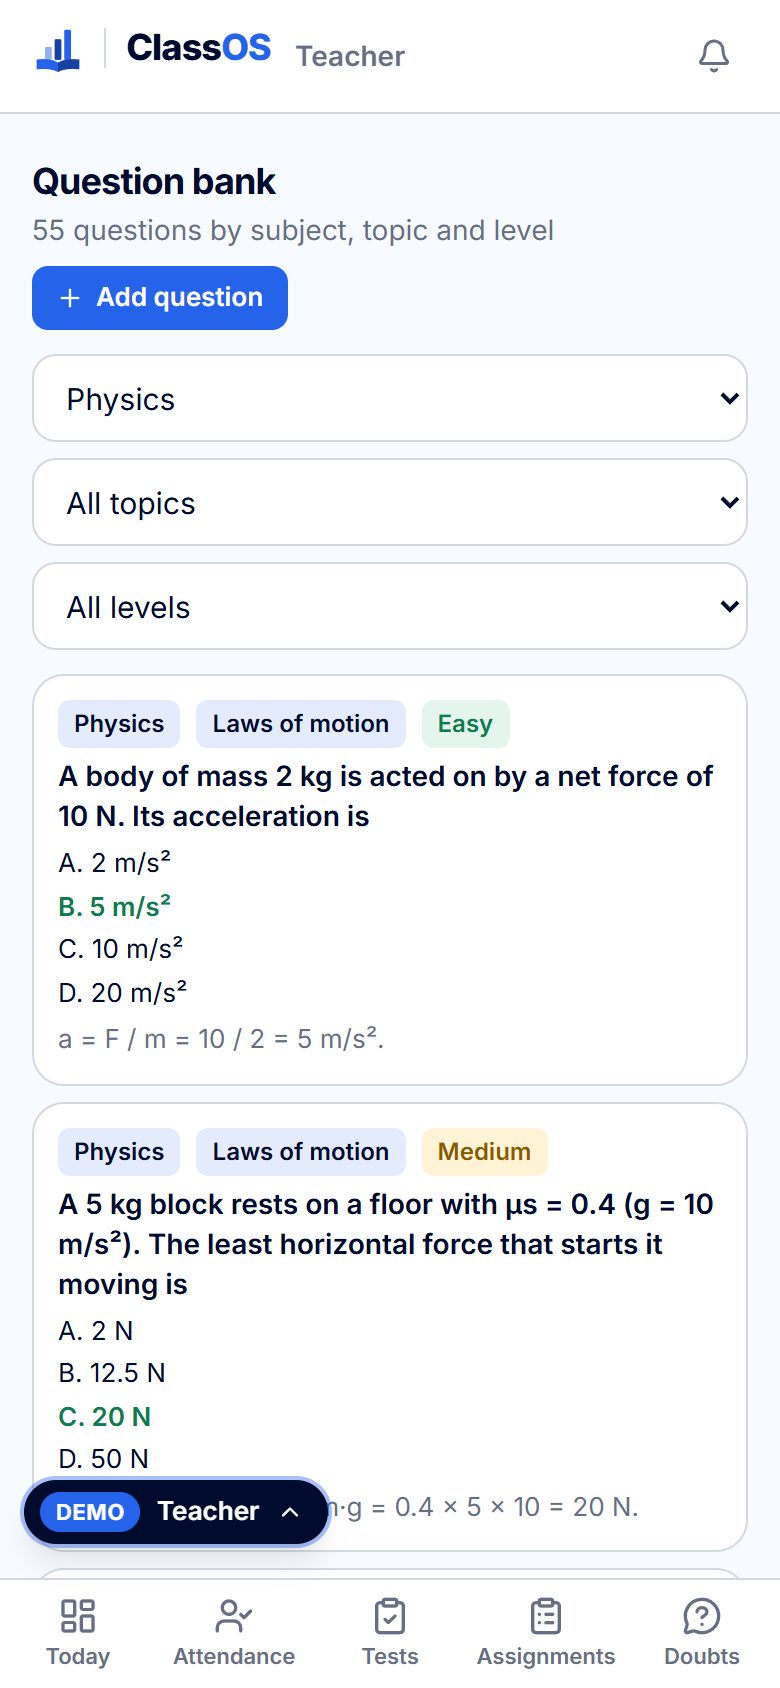 ClassOS Teacher
Question bank
55 questions by subject, topic and level
+ Add question
Physics
All topics
All levels
Physics Laws of motion Easy
A body of mass 2 kg is acted on by a net force of
10 N. Its acceleration is
A. 2 m/s²
B. 5 m/s²
C. 10 m/s²
D. 20 m/s²
a = F / m = 10 / 2 = 5 m/s².
Physics Laws of motion Medium
A 5 kg block rests on a floor with μs = 0.4 (g = 10
m/s²). The least horizontal force that starts it
moving is
A. 2 N
B. 12.5 N
C. 20 N
D. 50 N
·g = 0.4 × 5 × 10 = 20 N.
DEMO Teacher
Today Attendance Tests Assignments Doubts